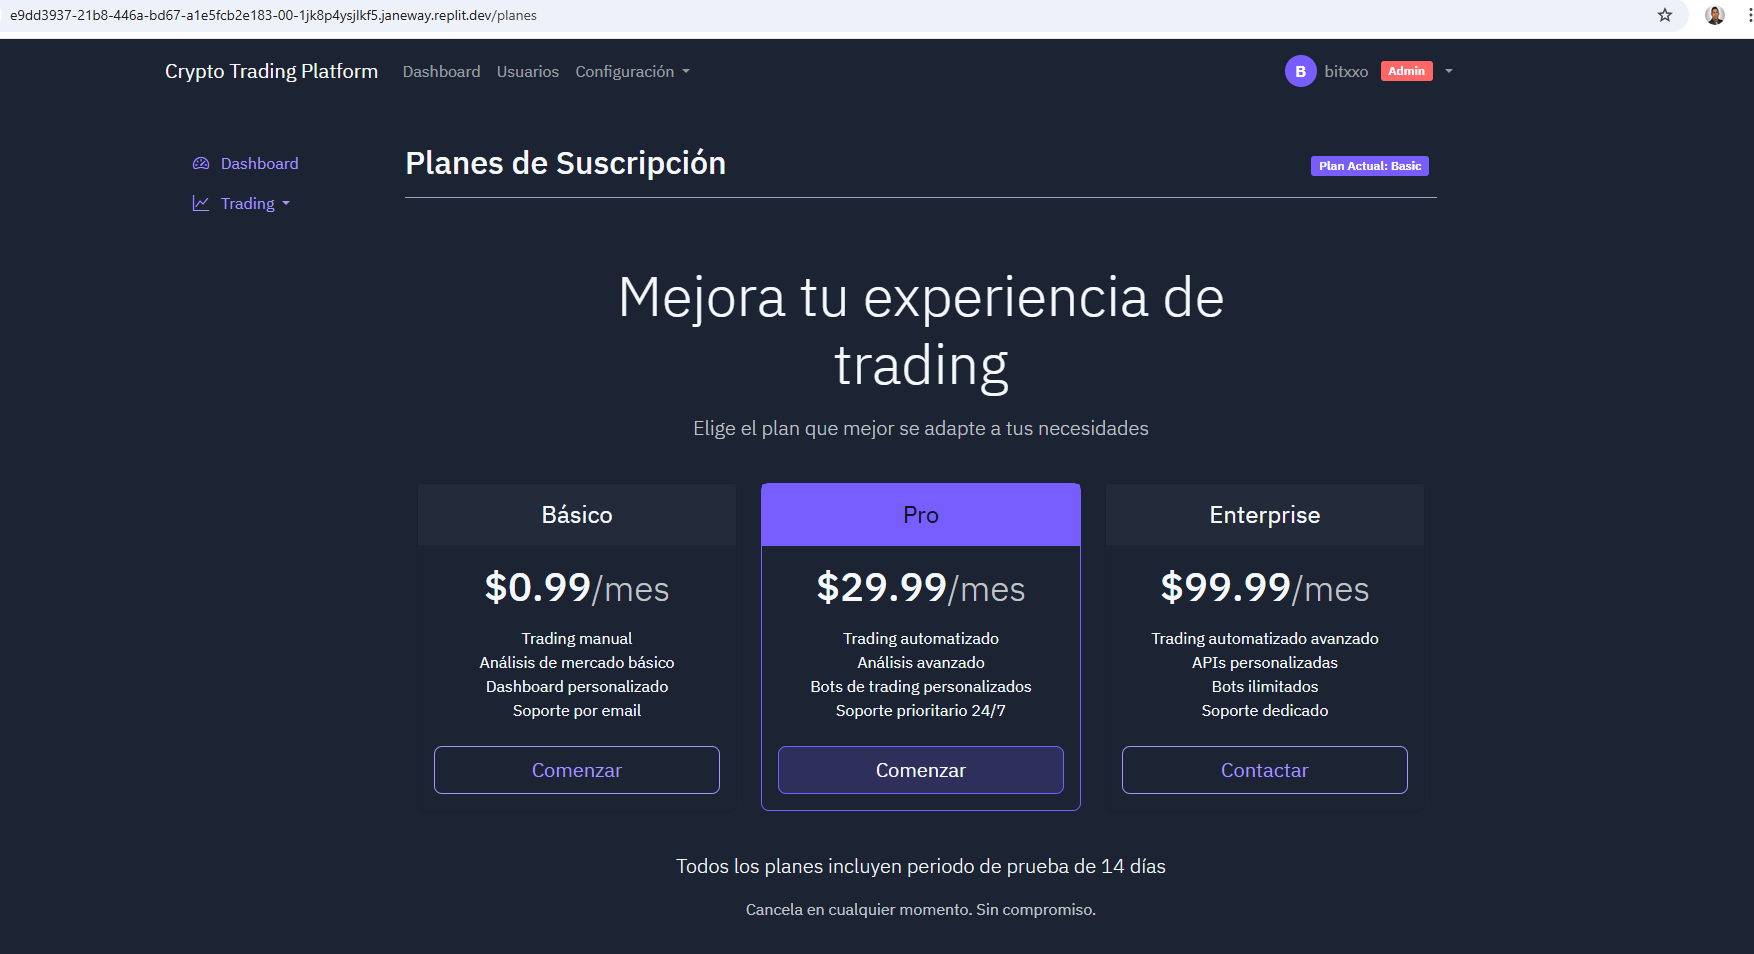 e9dd3937-21b8-446a-bd67-a1e5fcb2e183-00-1jk8p4ysjlkf5.janeway.replit.dev/planes
Crypto Trading Platform Dashboard Usuarios Configuración B bitxxo Admin
Dashboard
Trading
Planes de Suscripción Plan Actual: Basic
Mejora tu experiencia de
trading
Elige el plan que mejor se adapte a tus necesidades
Básico
$0.99/mes
Trading manual
Análisis de mercado básico
Dashboard personalizado
Soporte por email
Comenzar
Pro
$29.99/mes
Trading automatizado
Análisis avanzado
Bots de trading personalizados
Soporte prioritario 24/7
Comenzar
Enterprise
$99.99/mes
Trading automatizado avanzado
APIs personalizadas
Bots ilimitados
Soporte dedicado
Contactar
Todos los planes incluyen periodo de prueba de 14 días
Cancela en cualquier momento. Sin compromiso.